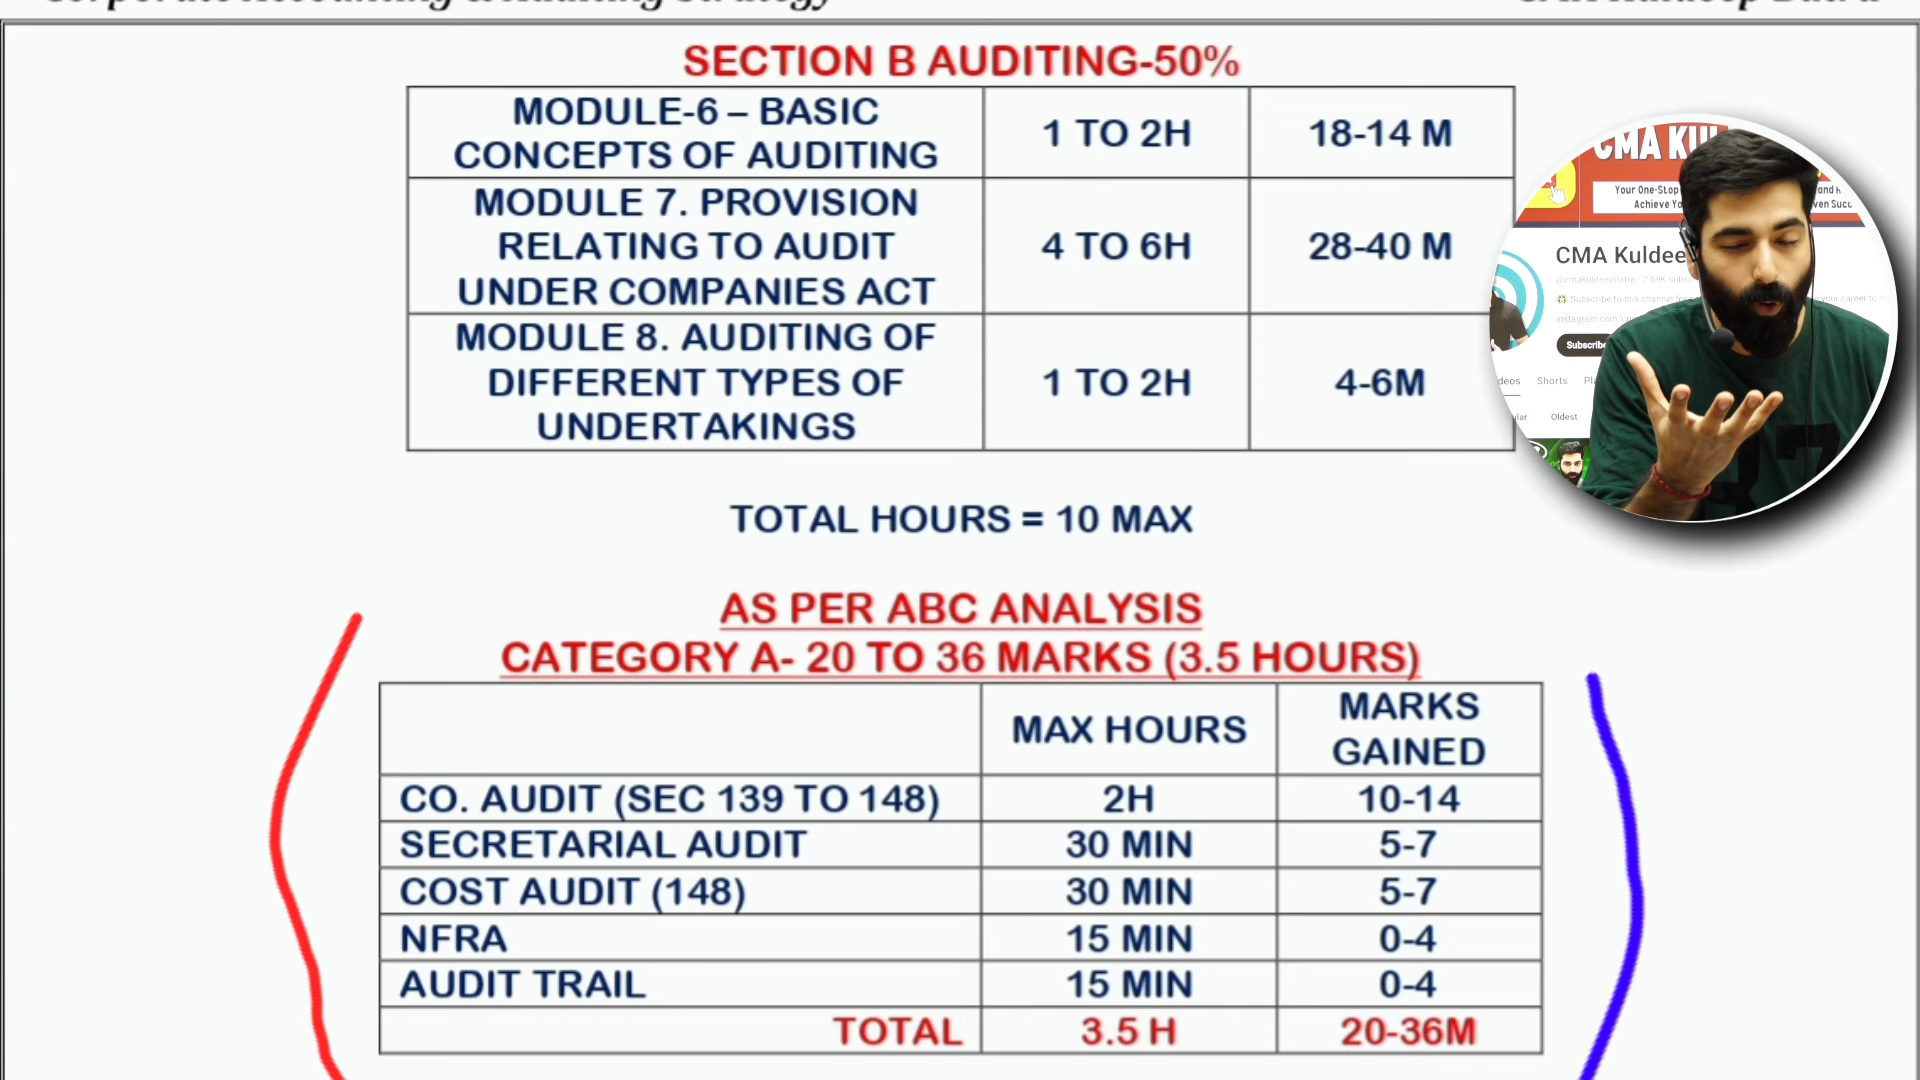 SECTION B AUDITING-50%
MODULE-6 – BASIC CONCEPTS OF AUDITING
1 TO 2H
18-14 M
MODULE 7. PROVISION RELATING TO AUDIT UNDER COMPANIES ACT
4 TO 6H
28-40 M
MODULE 8. AUDITING OF DIFFERENT TYPES OF UNDERTAKINGS
1 TO 2H
4-6M
TOTAL HOURS = 10 MAX
AS PER ABC ANALYSIS
CATEGORY A- 20 TO 36 MARKS (3.5 HOURS)
MAX HOURS
MARKS GAINED
CO. AUDIT (SEC 139 TO 148)
2H
10-14
SECRETARIAL AUDIT
30 MIN
5-7
COST AUDIT (148)
30 MIN
5-7
NFRA
15 MIN
0-4
AUDIT TRAIL
15 MIN
0-4
TOTAL
3.5 H
20-36M
CMA
Your One-Stop
Achieve
CMA
Subscribe
Shorts
Oldest